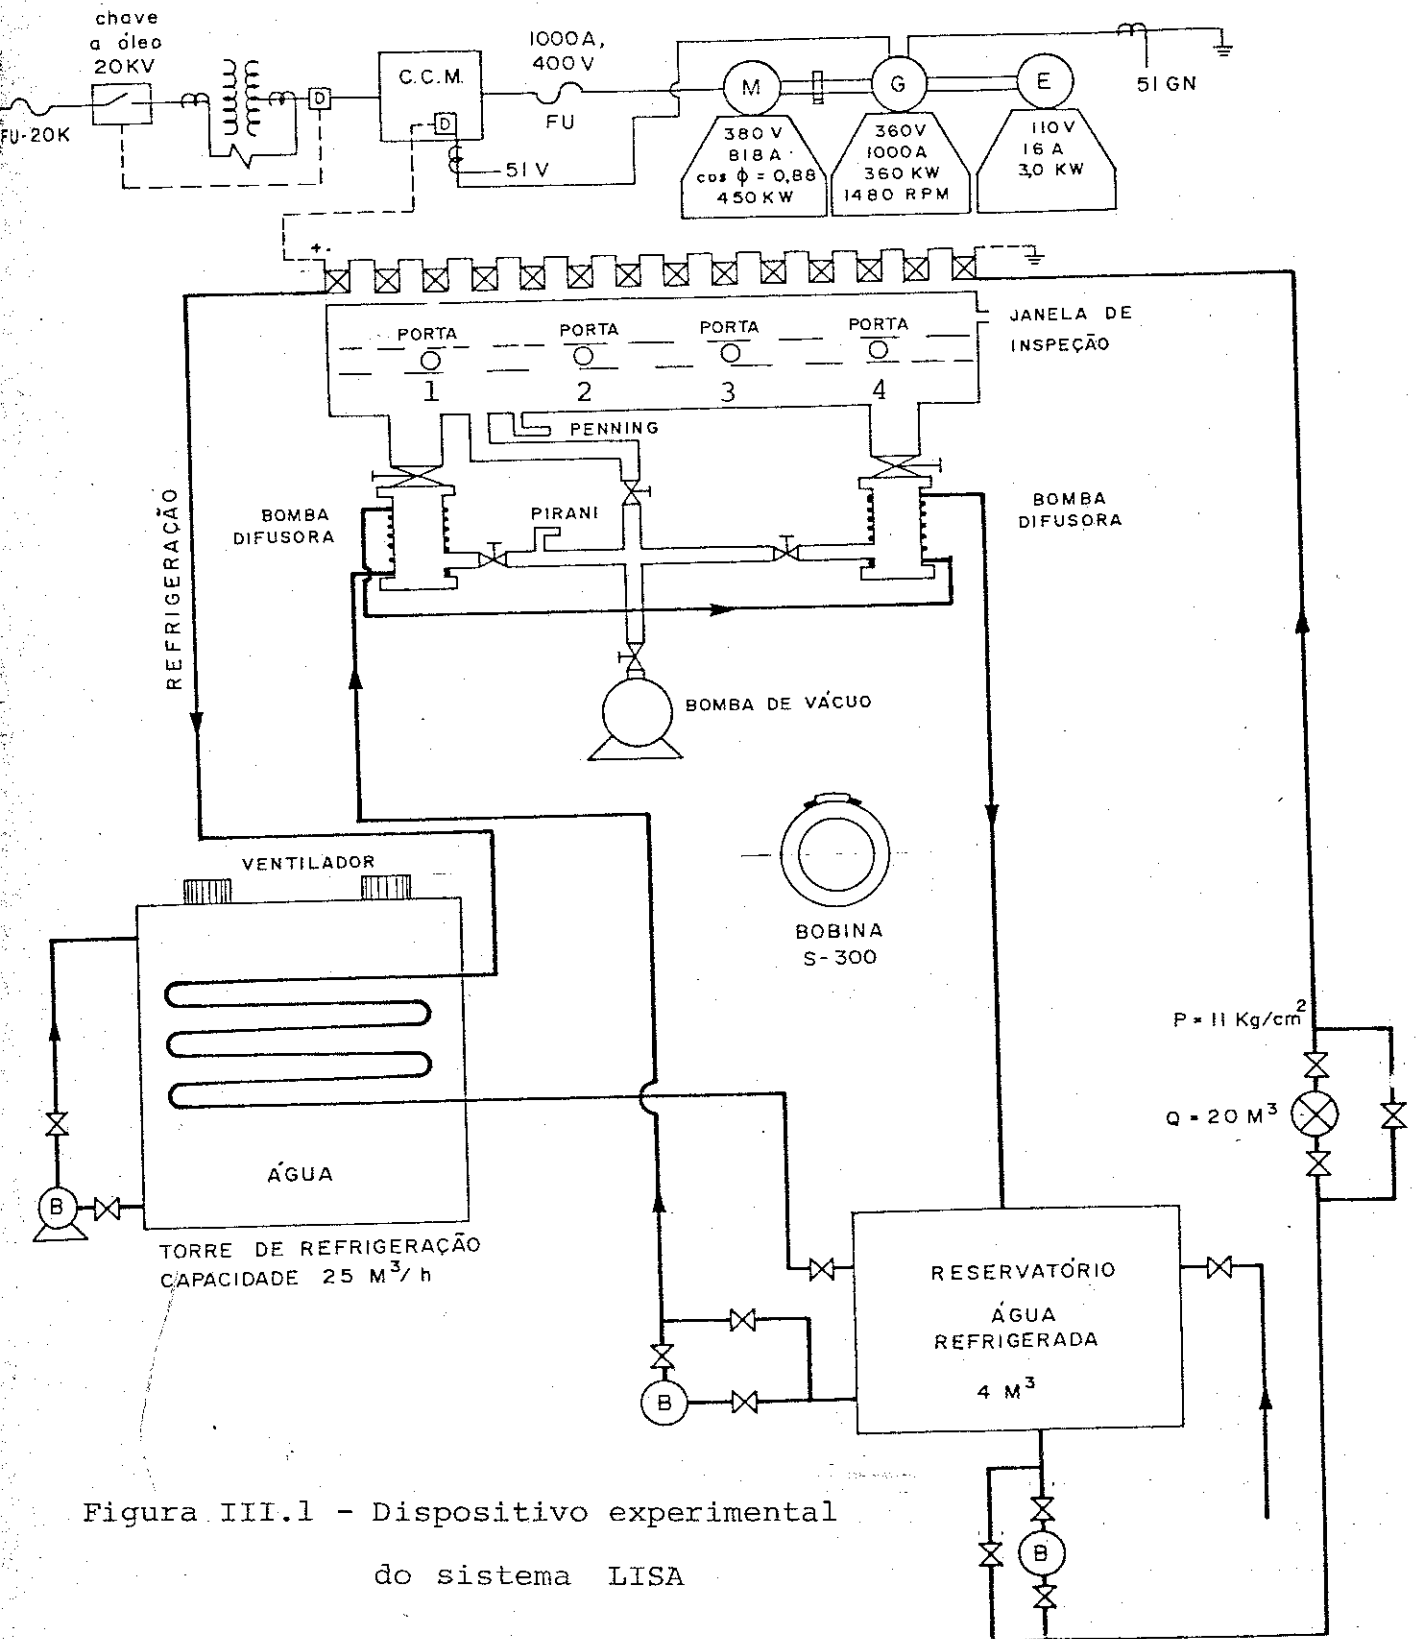 chave
a óleo
20KV
FU-20K
D
C.C.M.
D
51V
1000A,
400V
FU
M
G
E
51GN
380V
818A
cos ϕ = 0,88
450KW
360V
1000A
360 KW
1480 RPM
110V
16A
3,0 KW
+-
JANELA DE
INSPEÇÃO
PORTA
1
PORTA
2
PORTA
3
PORTA
4
PENNING
REFRIGERAÇÃO
BOMBA
DIFUSORA
PIRANI
BOMBA
DIFUSORA
BOMBA DE VÁCUO
VENTILADOR
BOBINA
S-300
P = 11 Kg/cm²
Q = 20 M³
ÁGUA
B
TORRE DE REFRIGERAÇÃO
CAPACIDADE 25 M³/h
RESERVATÓRIO
ÁGUA
REFRIGERADA
4 M³
B
B
Figura III.1 - Dispositivo experimental
do sistema LISA